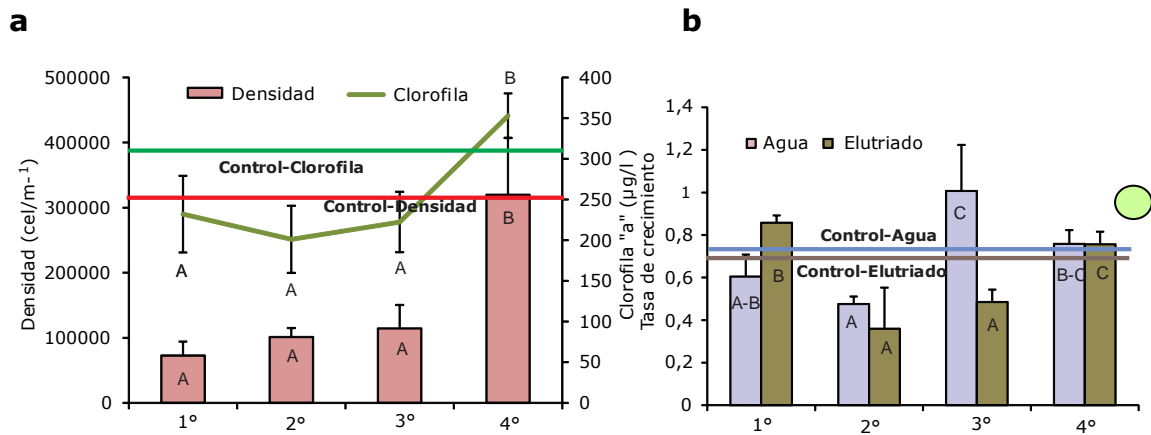 a
b
Densidad Clorofila
500000
400000
300000
200000
100000
0
Densidad (cel/m-¹)
400
350
300
250
200
150
100
50
0
Clorofila "a" (µg/l )
Control-Clorofila
Control-Densidad
A
A
A
B
A
A
A
B
1° 2° 3° 4°
Tasa de crecimiento
1,4
1,2
1
0,8
0,6
0,4
0,2
0
Agua Elutriado
Control-Agua
Control-Elutriado
A-B
B
A
A
C
A
B-C
C
1° 2° 3° 4°